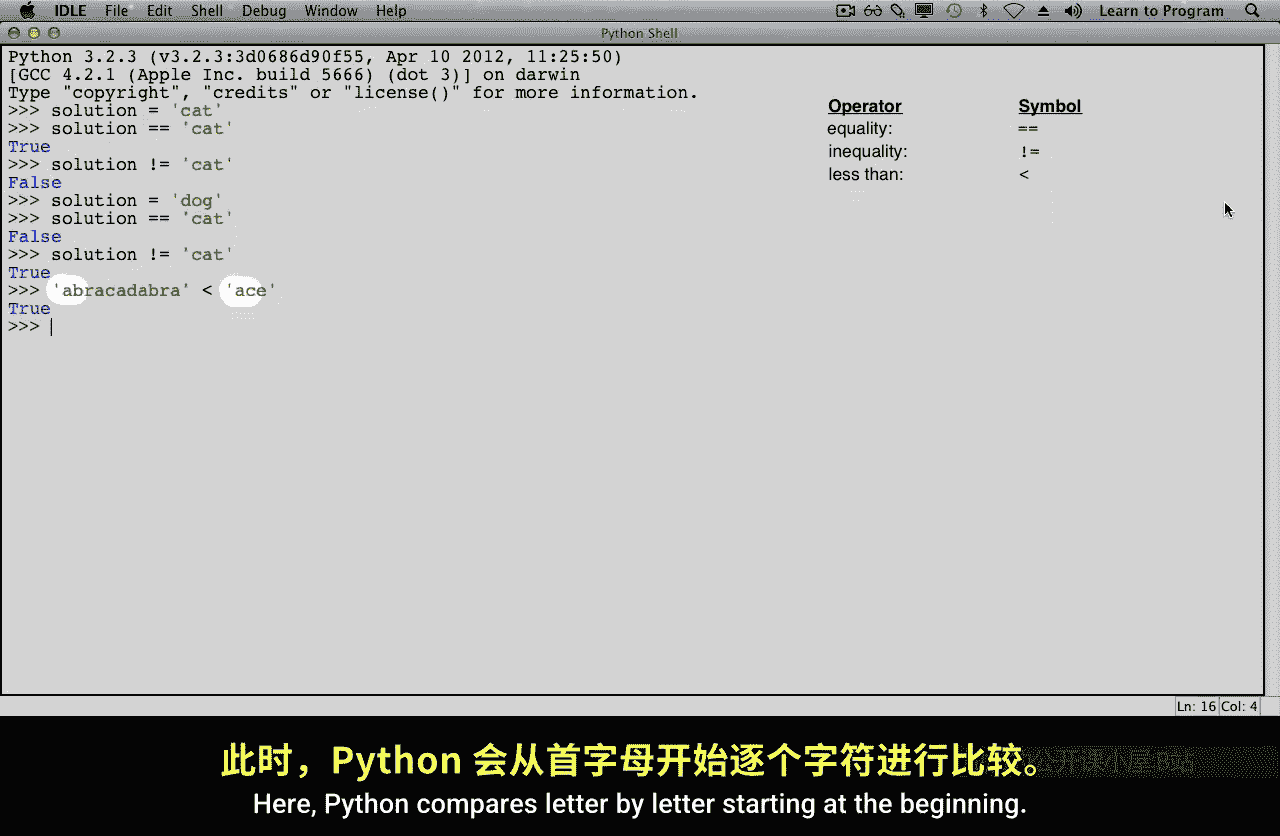 IDLE File Edit Shell Debug Window Help Learn to Program
Python Shell
Python 3.2.3 (v3.2.3:3d0686d90f55, Apr 10 2012, 11:25:50)
[GCC 4.2.1 (Apple Inc. build 5666) (dot 3)] on darwin
Type "copyright", "credits" or "license()" for more information.
>>> solution = 'cat'
>>> solution == 'cat'
True
>>> solution != 'cat'
False
>>> solution = 'dog'
>>> solution == 'cat'
False
>>> solution != 'cat'
True
>>> 'abracadabra' < 'ace'
True
>>>
Operator Symbol
equality: ==
inequality: !=
less than: <
Ln: 16 Col: 4
此时，Python 会从首字母开始逐个字符进行比较。
Here, Python compares letter by letter starting at the beginning.